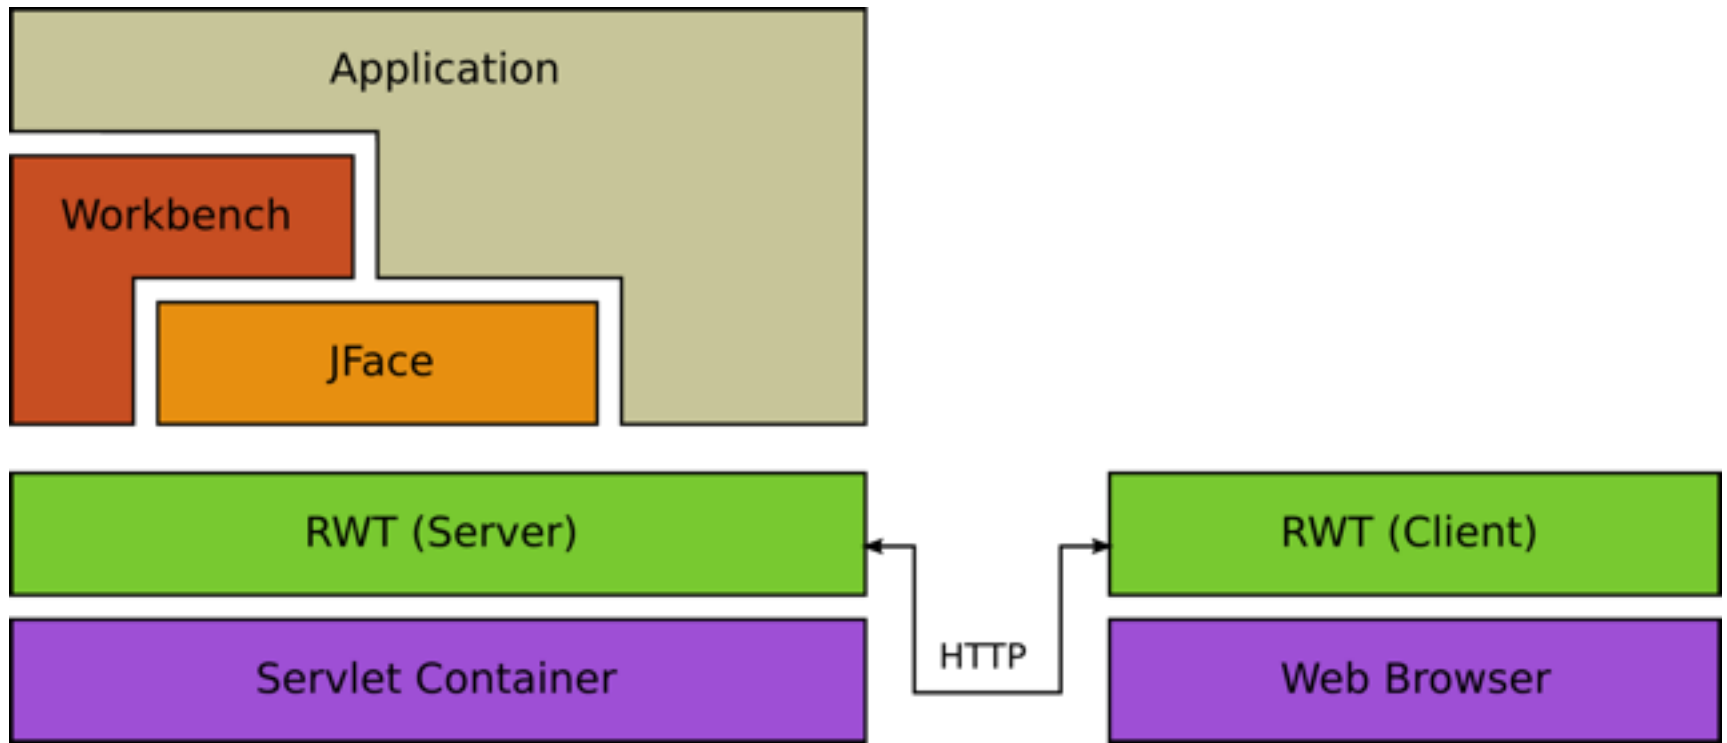 Application
Workbench
JFace
RWT (Server)
RWT (Client)
HTTP
Servlet Container
Web Browser